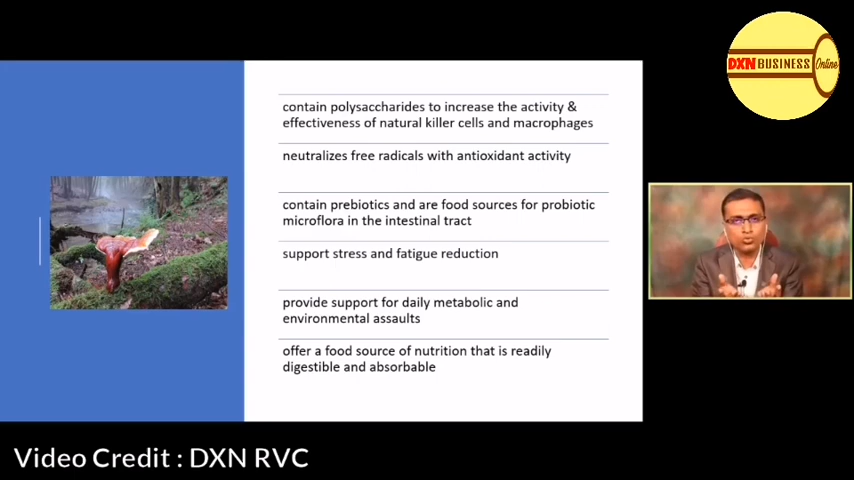 DXN BUSINESS Online
contain polysaccharides to increase the activity &
effectiveness of natural killer cells and macrophages
neutralizes free radicals with antioxidant activity
contain prebiotics and are food sources for probiotic
microflora in the intestinal tract
support stress and fatigue reduction
provide support for daily metabolic and
environmental assaults
offer a food source of nutrition that is readily
digestible and absorbable
Video Credit : DXN RVC